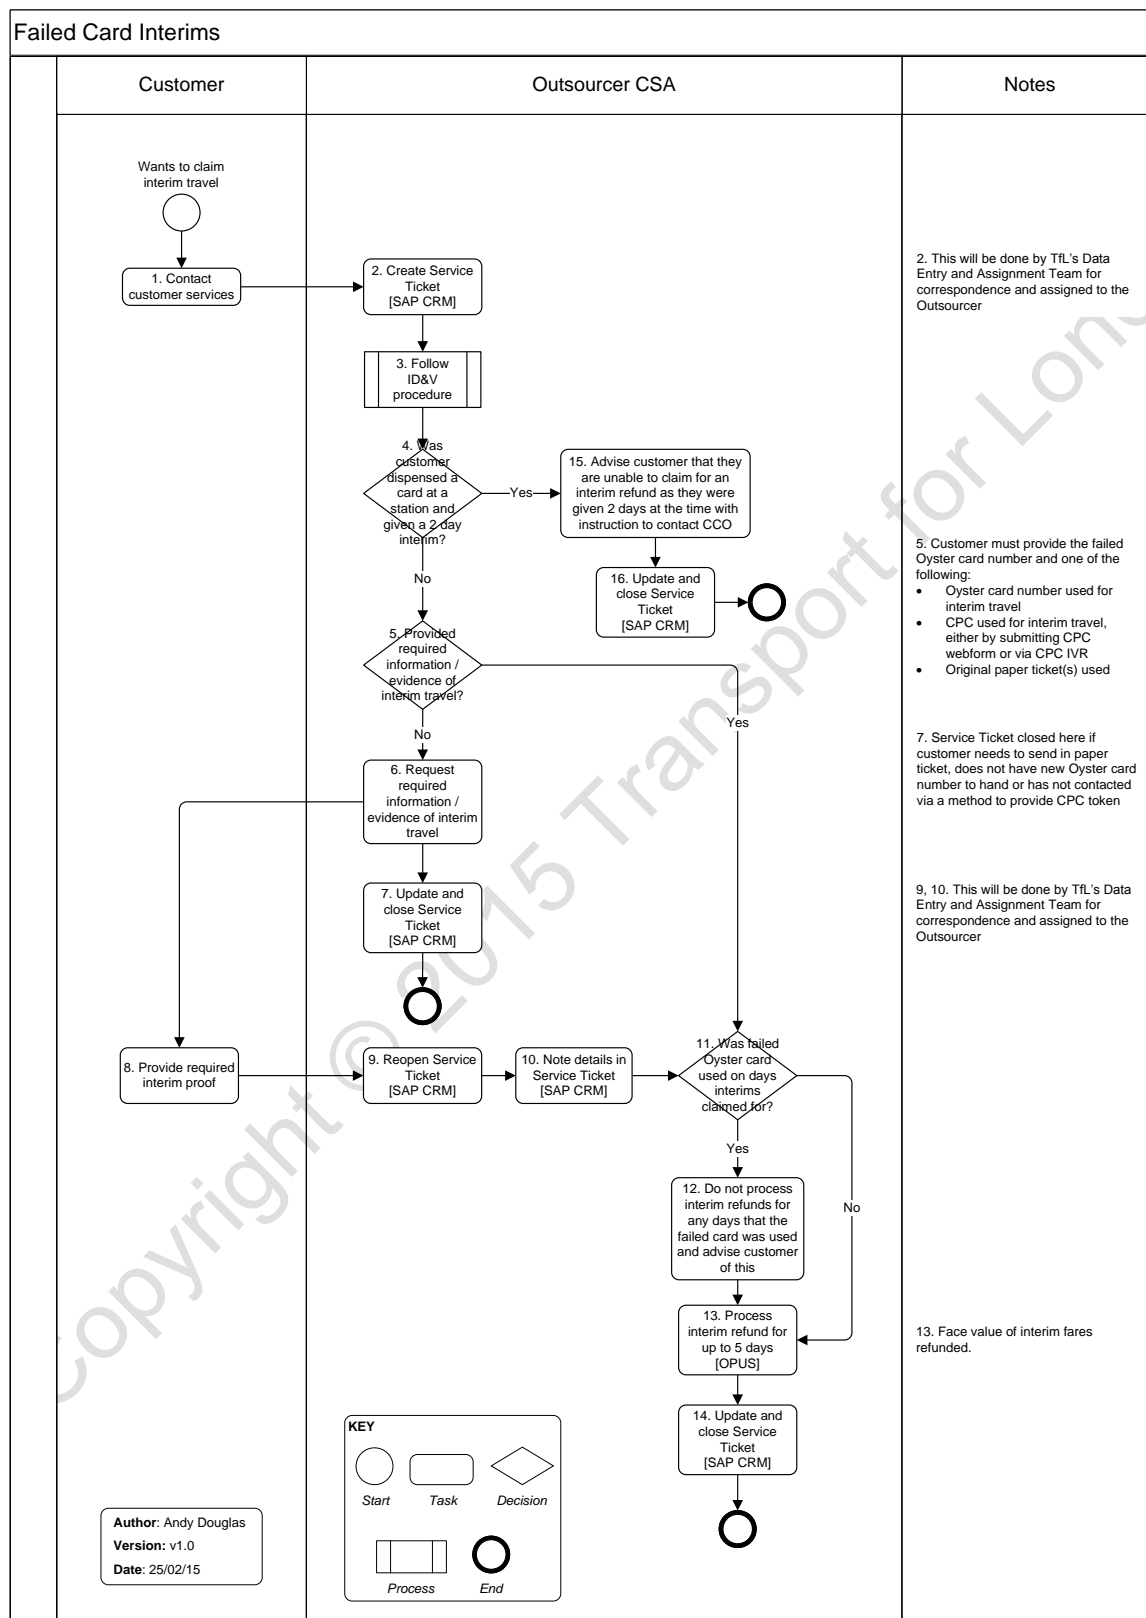 Failed Card Interims
Customer
Outsourcer CSA
Notes
Wants to claim
interim travel
1. Contact
customer services
2. Create Service
Ticket
[SAP CRM]
2. This will be done by TfL's Data
Entry and Assignment Team for
correspondence and assigned to the
Outsourcer
3. Follow
ID&V
procedure
4. Was
customer
dispensed a
card at a
station and
given a 2 day
interim?
Yes
15. Advise customer that they
are unable to claim for an
interim refund as they were
given 2 days at the time with
instruction to contact CCO
No
16. Update and
close Service
Ticket
[SAP CRM]
5. Customer must provide the failed
Oyster card number and one of the
following:
• Oyster card number used for
interim travel
• CPC used for interim travel,
either by submitting CPC
webform or via CPC IVR
• Original paper ticket(s) used
5. Provided
required
information /
evidence of
interim travel?
Yes
No
7. Service Ticket closed here if
customer needs to send in paper
ticket, does not have new Oyster card
number to hand or has not contacted
via a method to provide CPC token
6. Request
required
information /
evidence of interim
travel
7. Update and
close Service
Ticket
[SAP CRM]
9, 10. This will be done by TfL's Data
Entry and Assignment Team for
correspondence and assigned to the
Outsourcer
8. Provide required
interim proof
9. Reopen Service
Ticket
[SAP CRM]
10. Note details in
Service Ticket
[SAP CRM]
11. Was failed
Oyster card
used on days
interims
claimed for?
Yes
No
12. Do not process
interim refunds for
any days that the
failed card was used
and advise customer
of this
13. Process
interim refund for
up to 5 days
[OPUS]
13. Face value of interim fares
refunded.
14. Update and
close Service
Ticket
[SAP CRM]
KEY
Start
Task
Decision
Process
End
Author: Andy Douglas
Version: v1.0
Date: 25/02/15
Copyright © 2015 Transport for Lon